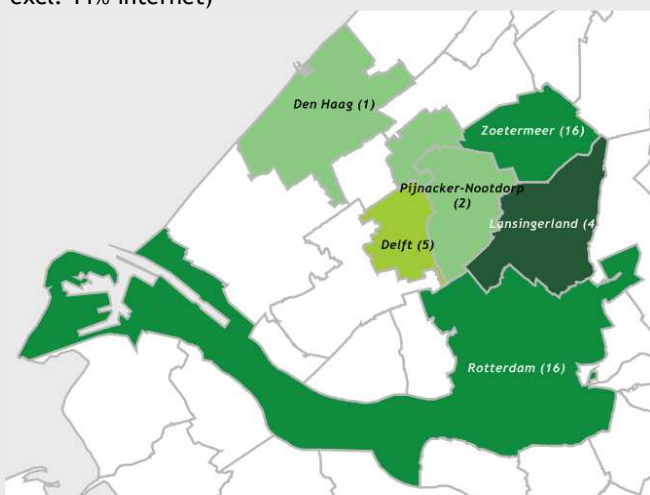 excl. 11% internet)
Den Haag (1)
Zoetermeer (16)
Pijnacker-Nootdorp
(2)
Lansingerland (4
Delft (5)
Rotterdam (16)